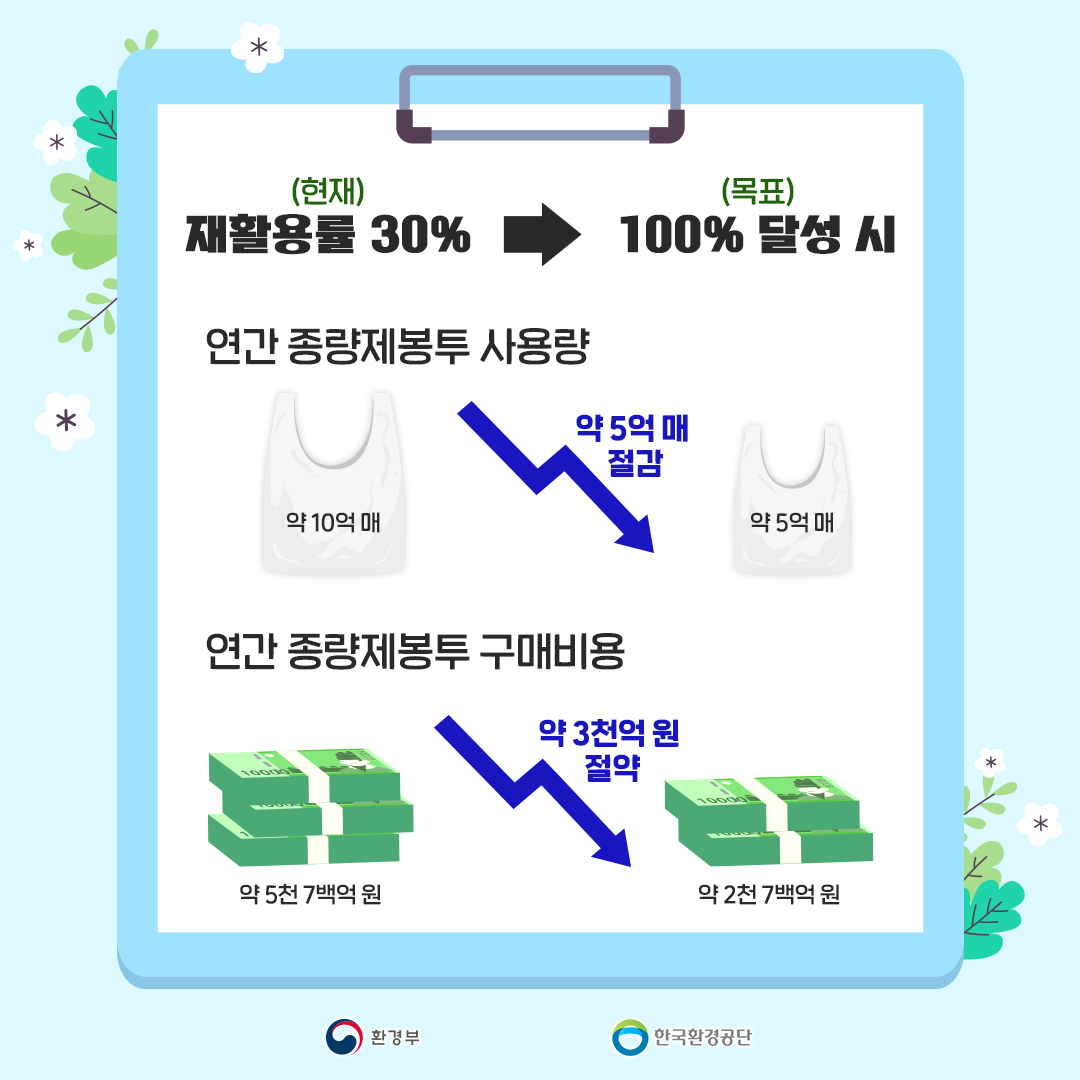 (현재)
재활용률 30%
(목표)
100% 달성 시
연간 종량제봉투 사용량
약 5억 매
절감
약 10억 매
약 5억 매
연간 종량제봉투 구매비용
약 3천억 원
절약
10000
10000
약 5천 7백억 원
약 2천 7백억 원
환경부
한국환경공단